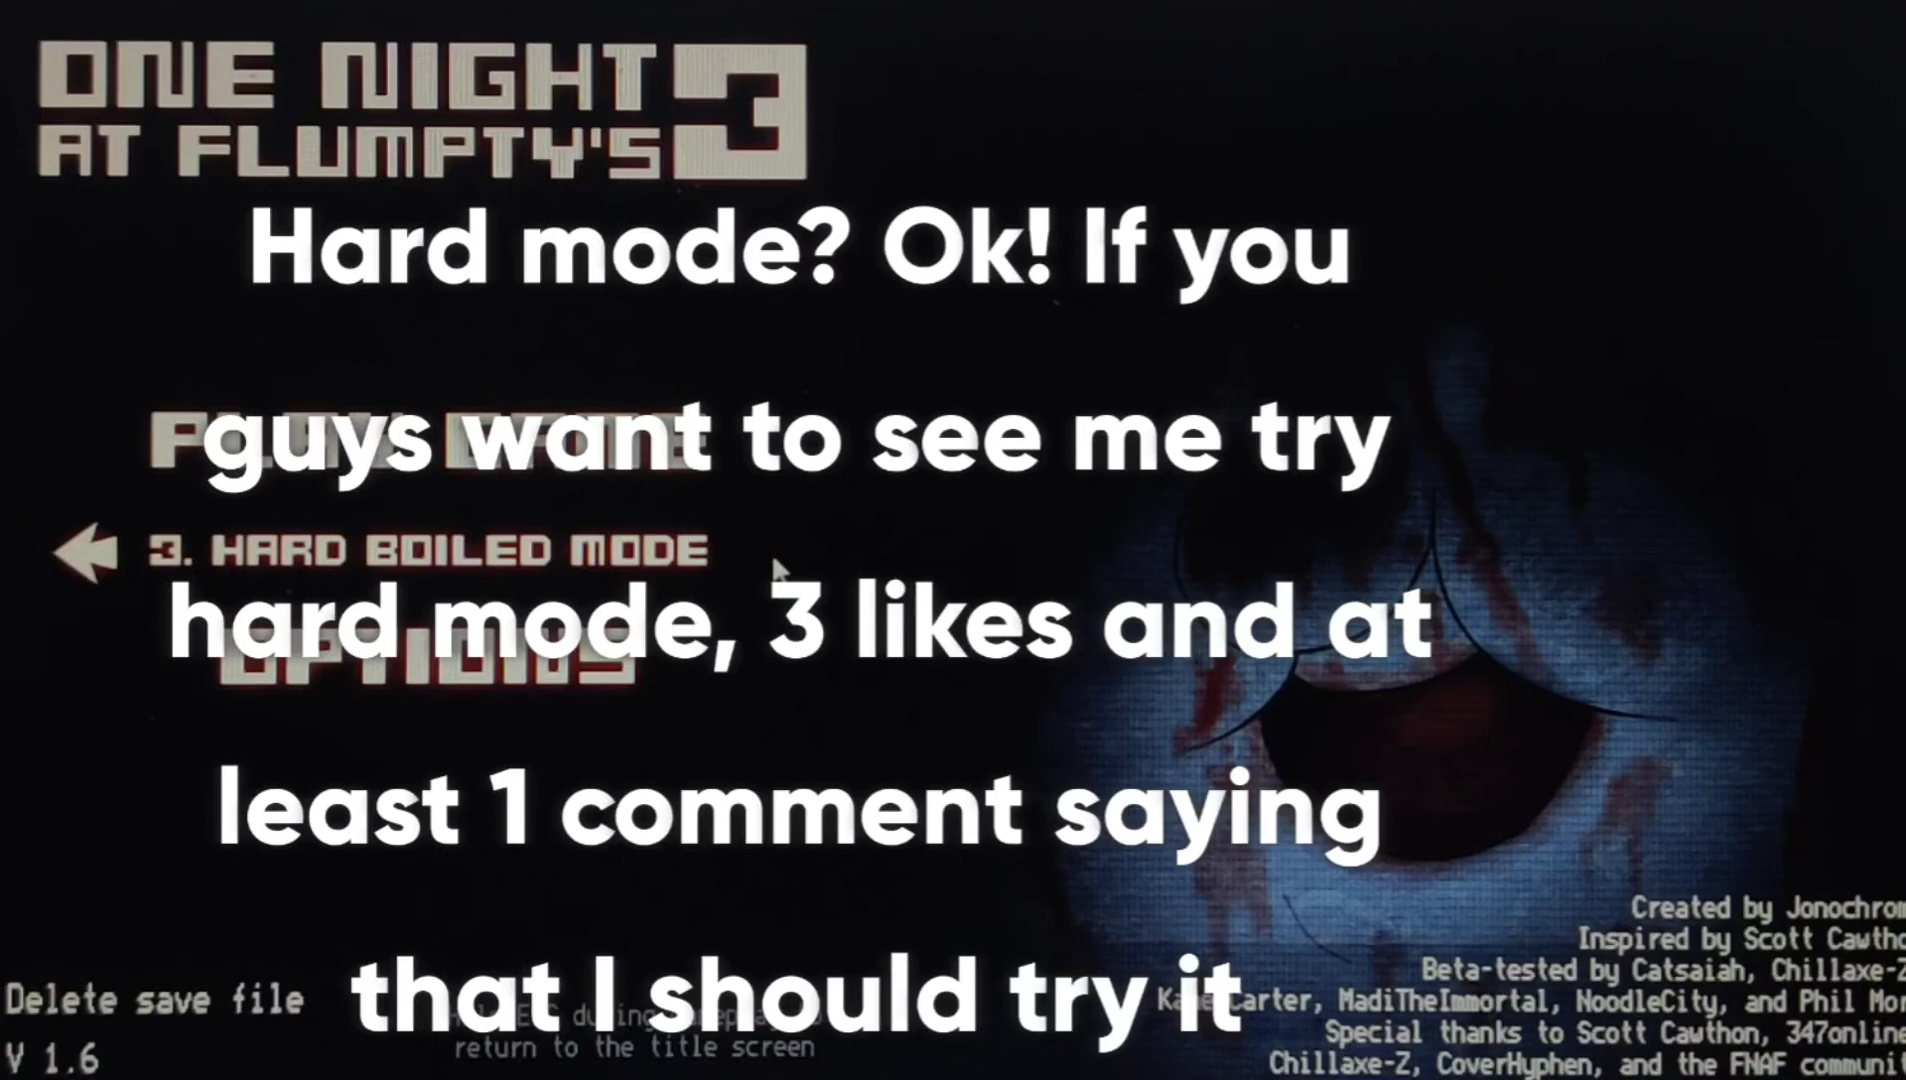 ONE NIGHT
AT FLUMPTY'S 3
Hard mode? Ok! If you
guys want to see me try
3. HARD BOILED MODE
hard mode, 3 likes and at
OPTIONS
least 1 comment saying
that I should try it
Delete save file
V 1.6
return to the title screen
Created by Jonochrom
Inspired by Scott Cawtho
Beta-tested by Catsaiah, Chillaxe-Z
Carter, MadiTheImmortal, NoodleCity, and Phil Mor
Special thanks to Scott Cawthon, 347online
Chillaxe-Z, CoverHyphen, and the FNAF communit